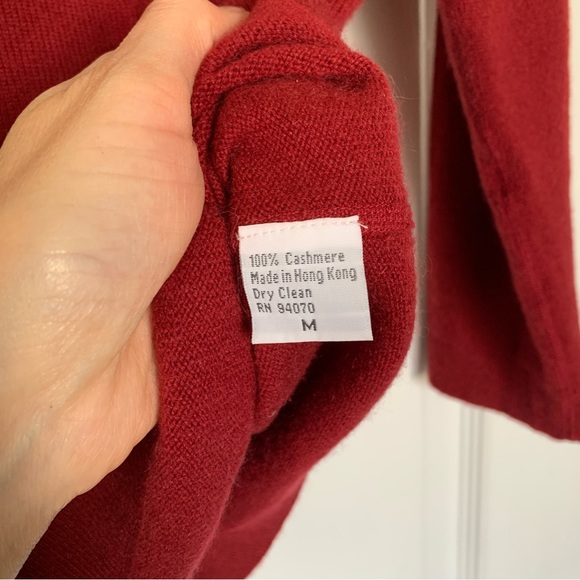 100% Cashmere
Made in Hong Kong
Dry Clean
RN 94070
M